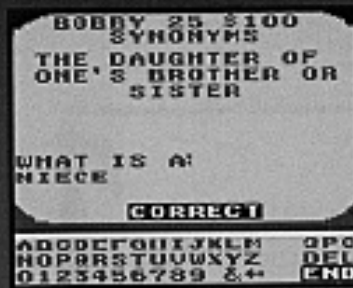 BOBBY 25 $100
SYNONYMS
THE DAUGHTER OF
ONE'S BROTHER OR
SISTER
WHAT IS A:
NIECE
CORRECT
ABCDEFGHIJKLM SPC
NOPQRSTUVWXYZ DEL
0123456789 &← END